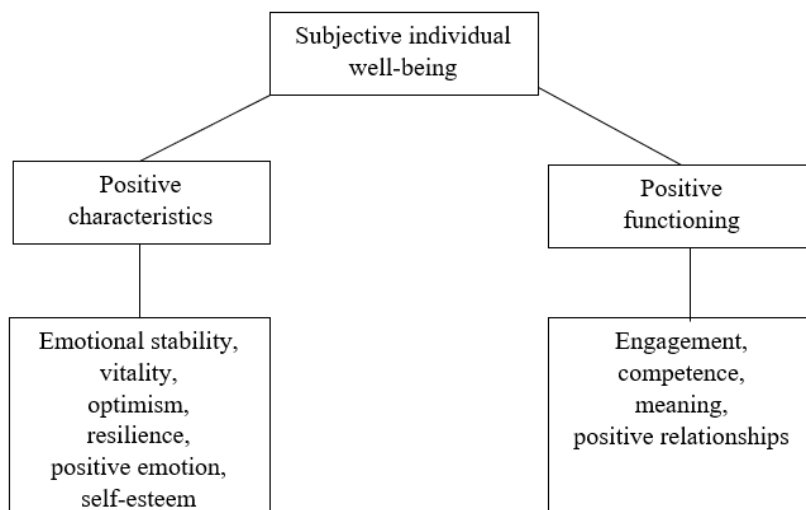 Subjective individual
well-being
Positive
characteristics
Positive
functioning
Emotional stability,
vitality,
optimism,
resilience,
positive emotion,
self-esteem
Engagement,
competence,
meaning,
positive relationships